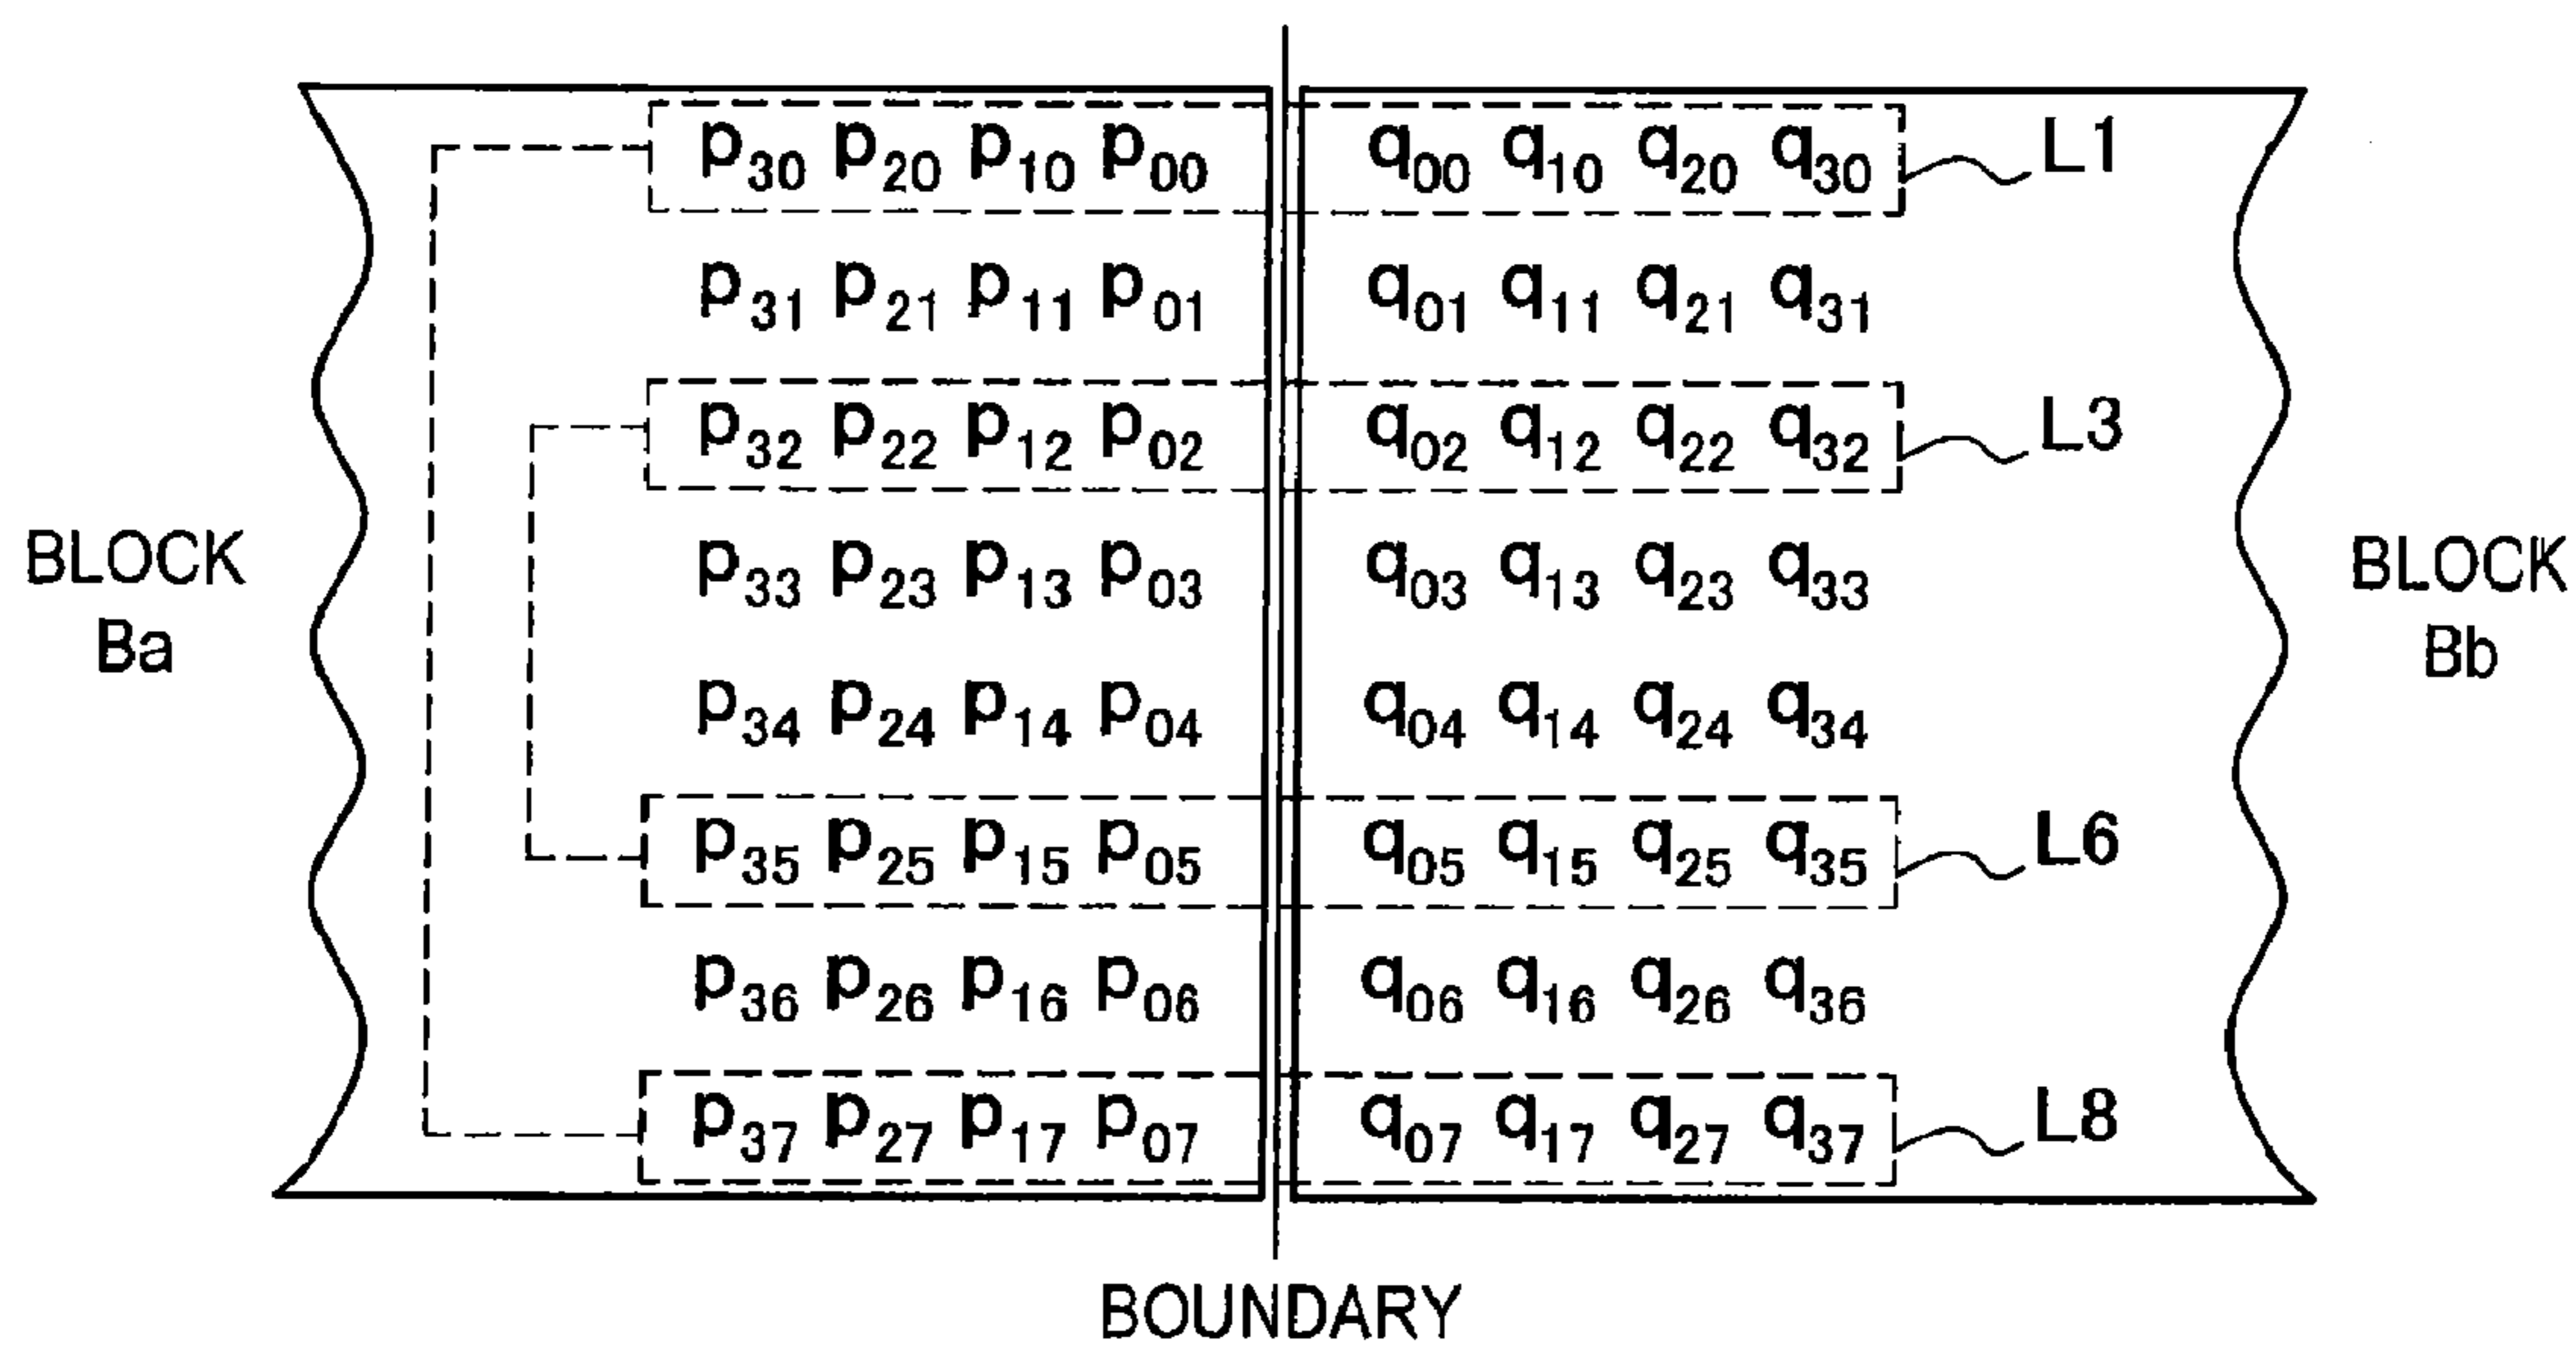 p30 p20 p10 p00 q00 q10 q20 q30 L1
p31 p21 p11 p01 q01 q11 q21 q31
p32 p22 p12 p02 q02 q12 q22 q32 L3
BLOCK Ba p33 p23 p13 p03 q03 q13 q23 q33 BLOCK Bb
p34 p24 p14 p04 q04 q14 q24 q34
p35 p25 p15 p05 q05 q15 q25 q35 L6
p36 p26 p16 p06 q06 q16 q26 q36
p37 p27 p17 p07 q07 q17 q27 q37 L8
BOUNDARY